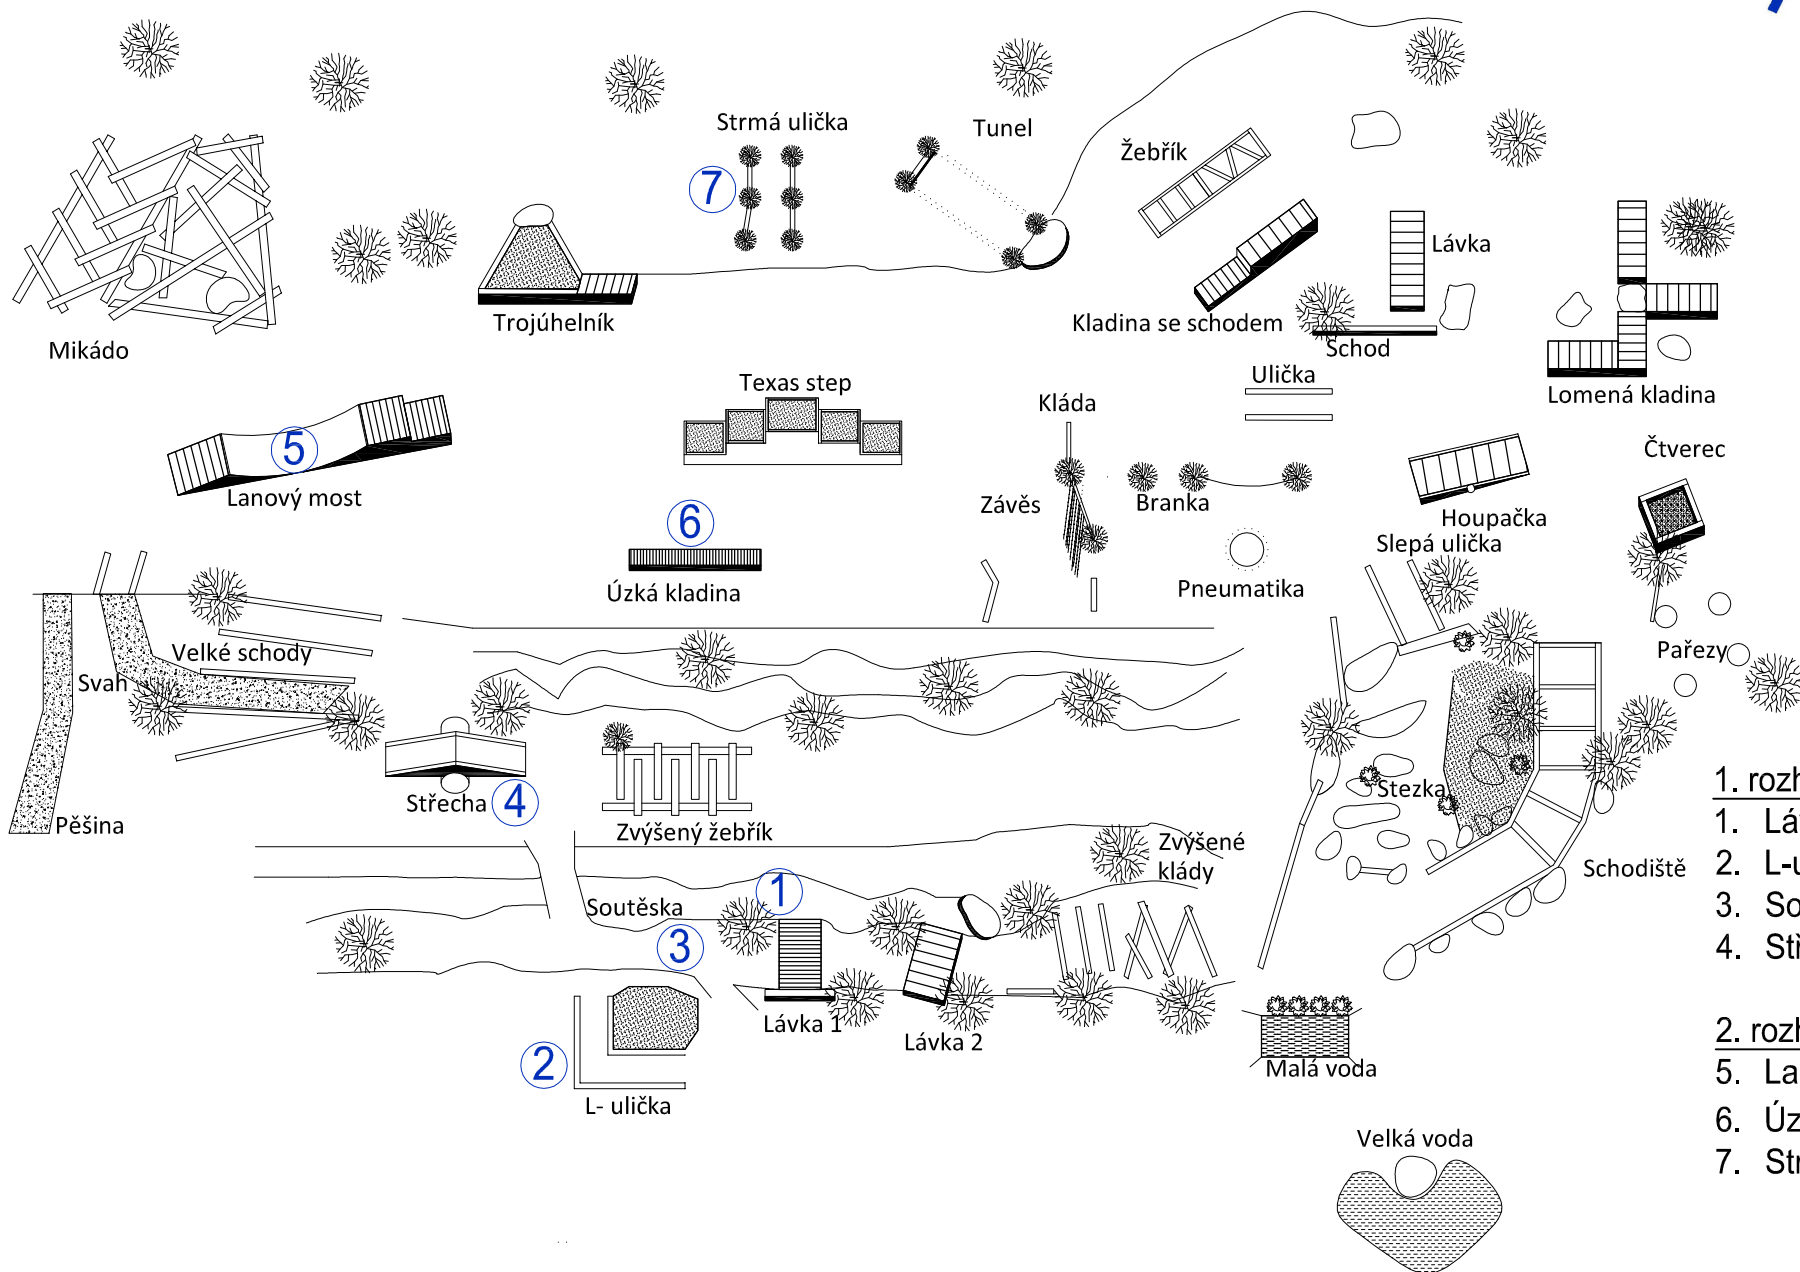 Strmá ulička
Tunel
Žebřík
7
Lávka
Mikádo
Trojúhelník
Kladina se schodem
Schod
Lomená kladina
Texas step
Ulička
Kláda
5
Lanový most
Čtverec
Závěs
Branka
Houpačka
6
Slepá ulička
Úzká kladina
Pneumatika
Velké schody
Svah
Pařezy
Střecha
4
Stezka
Pěšina
Zvýšený žebřík
Zvýšené
klády
Schodiště
1
Soutěska
3
Lávka 1
Lávka 2
2
L- ulička
Malá voda
Velká voda
1.
1.
2.
3.
4.
2.
5.
6.
7.